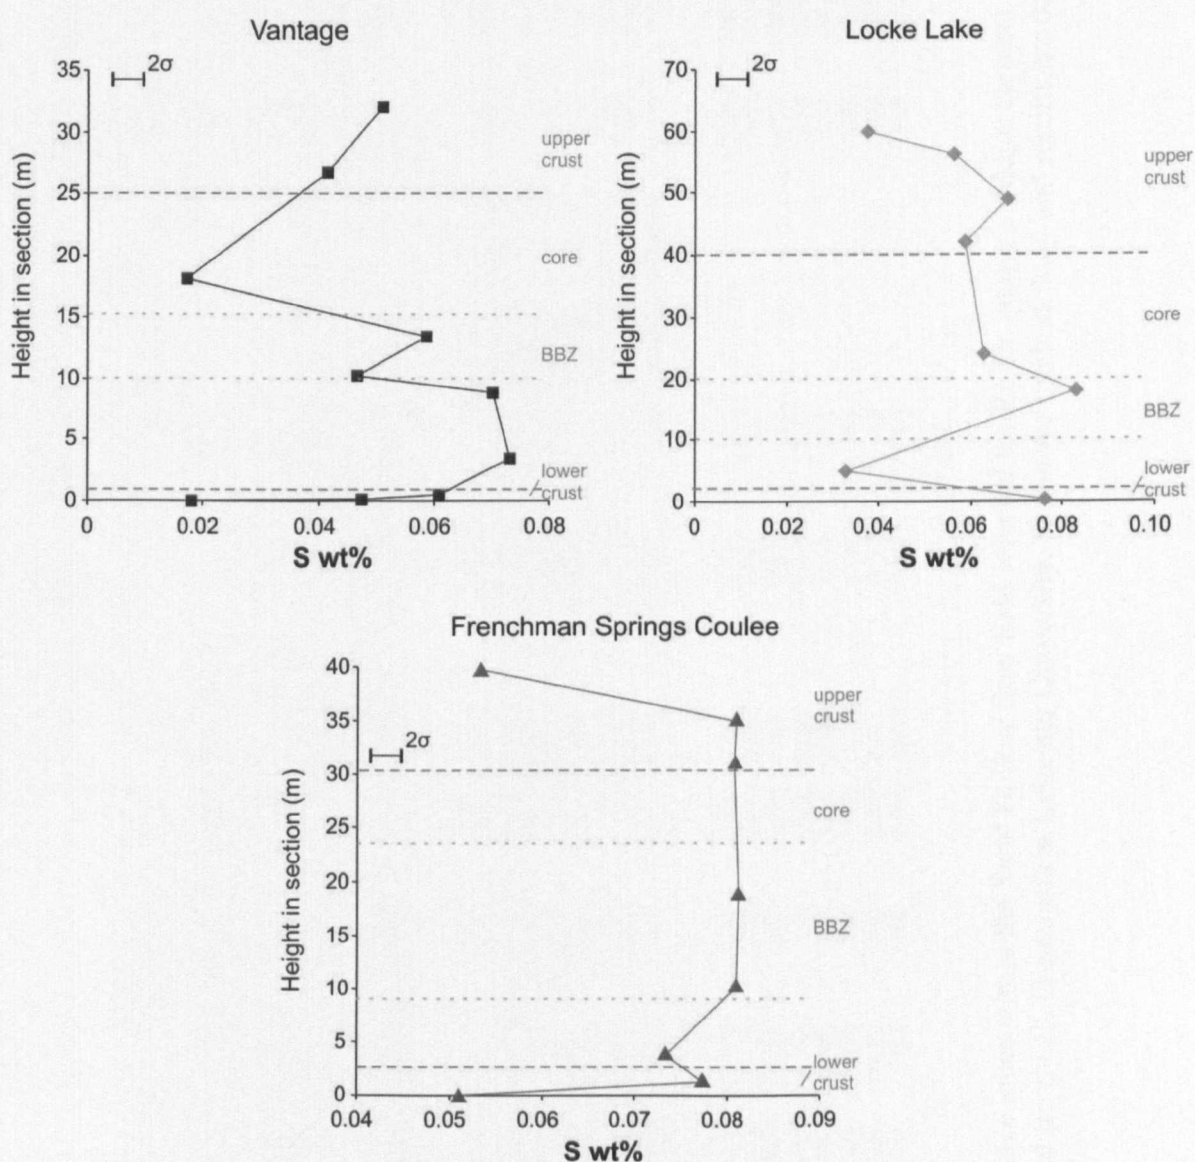 Vantage
2σ
35
30
25
20
15
10
5
0
Height in section (m)
upper
crust
core
BBZ
lower
crust
0 0.02 0.04 0.06 0.08
S wt%
Locke Lake
2σ
70
60
50
40
30
20
10
0
Height in section (m)
upper
crust
core
BBZ
lower
crust
0 0.02 0.04 0.06 0.08 0.10
S wt%
Frenchman Springs Coulee
40
35
30
25
20
15
10
5
0
2σ
Height in section (m)
upper
crust
core
BBZ
lower
crust
0.04 0.05 0.06 0.07 0.08 0.09
S wt%